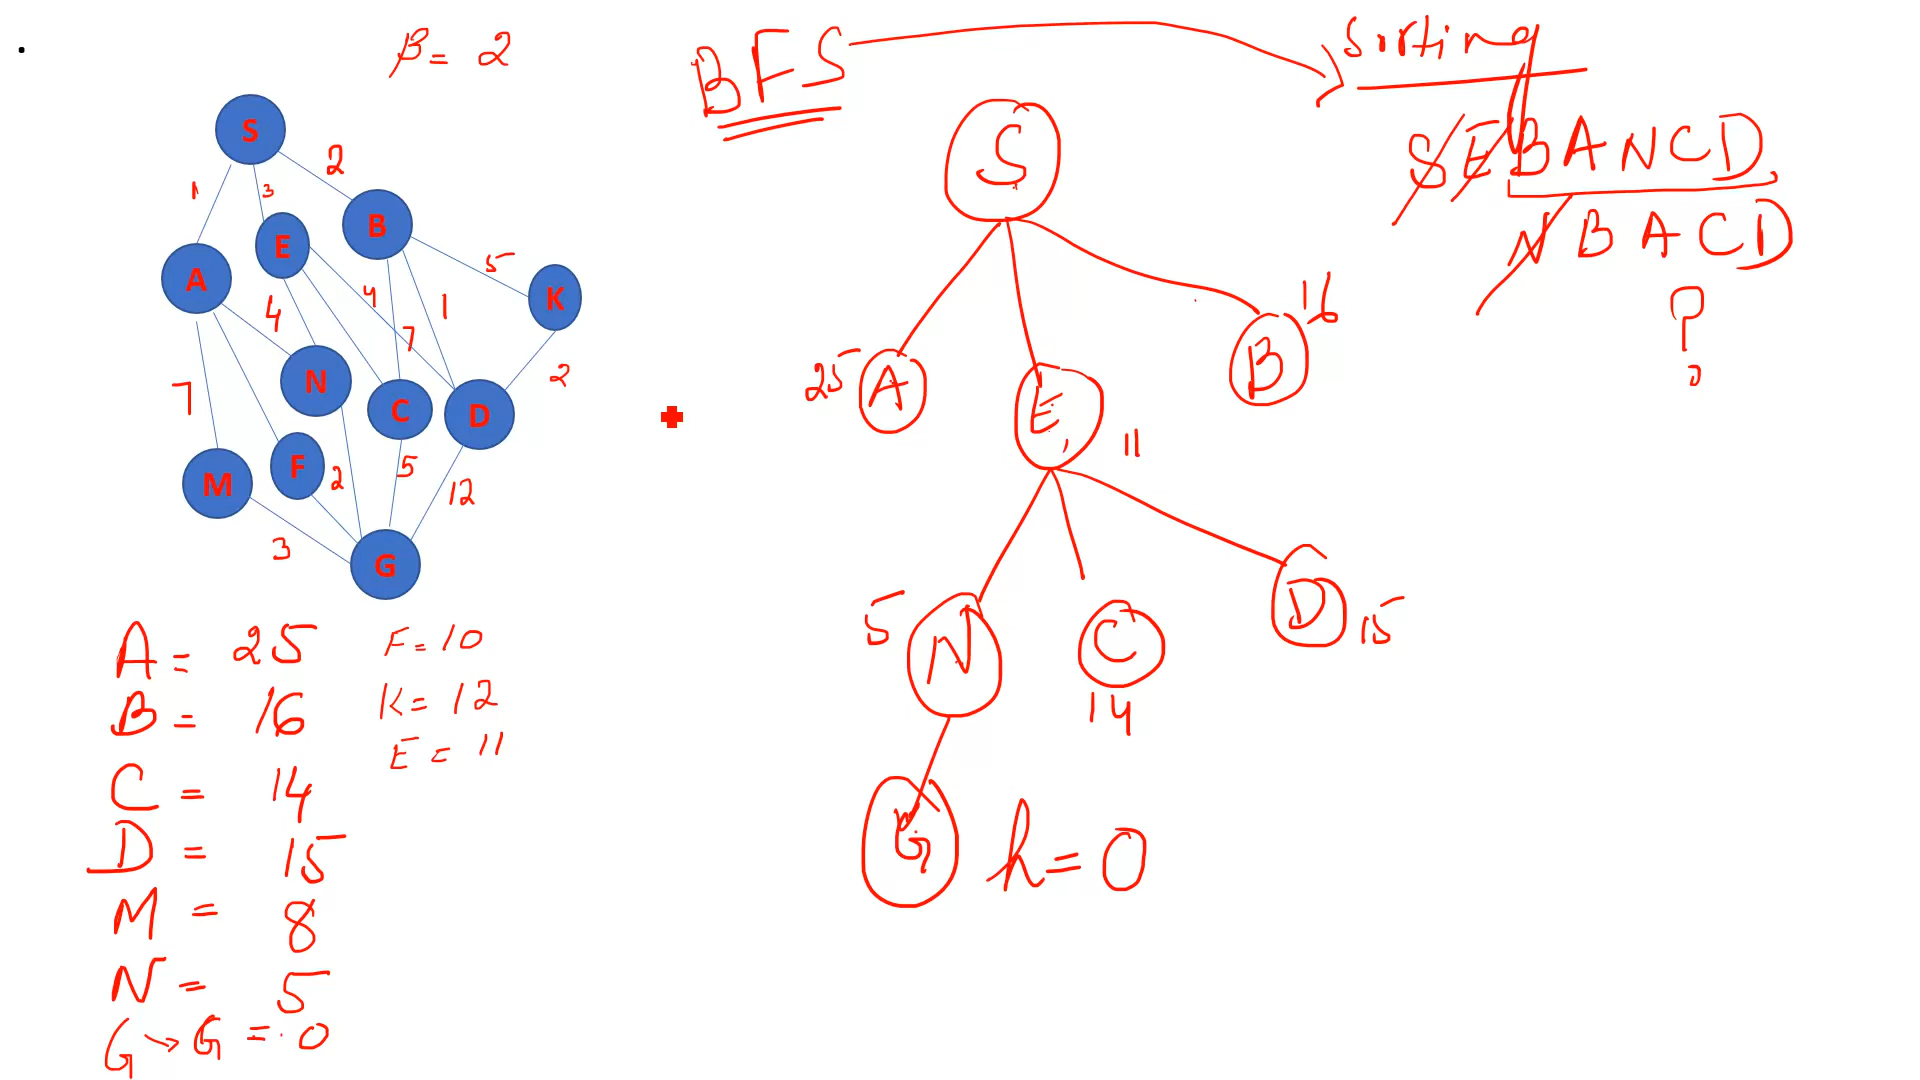 β = 2
BFS
Sorting
S E B A N C D
N B A C D
?
S
1
3
2
A
E
B
K
5
4
4
7
1
2
N
C
D
7
M
F
2
5
12
3
G
S
25 A
E, 11
B 16
5 N
C 14
D 15
G h = 0
A = 25
B = 16
C = 14
D = 15
M = 8
N = 5
G → G = 0
F = 10
K = 12
E = 11